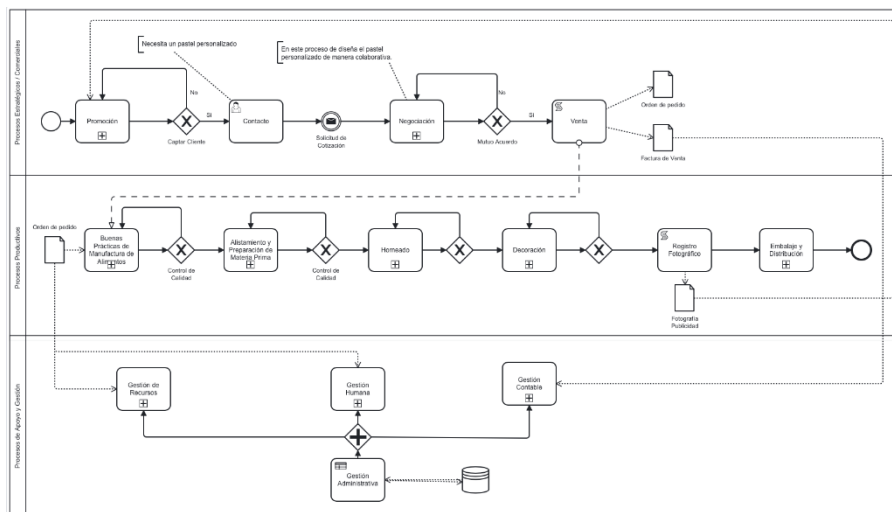 Procesos Estratégicos / Comerciales
Necesita un pastel personalizado
En este proceso de diseña el pastel
personalizado de manera colaborativa.
Promoción
No
Si
Captar Cliente
Contacto
Solicitud de
Cotización
Negociación
No
Si
Mutuo Acuerdo
Venta
Orden de pedido
Factura de Venta
Procesos Productivos
Orden de pedido
Buenas
Prácticas de
Manufactura de
Alimentos
Control de
Calidad
Alistamiento y
Preparación de
Materia Prima
Control de
Calidad
Horneado
Decoración
Registro
Fotográfico
Fotografía
Publicidad
Embalaje y
Distribución
Procesos de Apoyo y Gestión
Gestión de
Recursos
Gestión
Humana
Gestión
Contable
Gestión
Administrativa